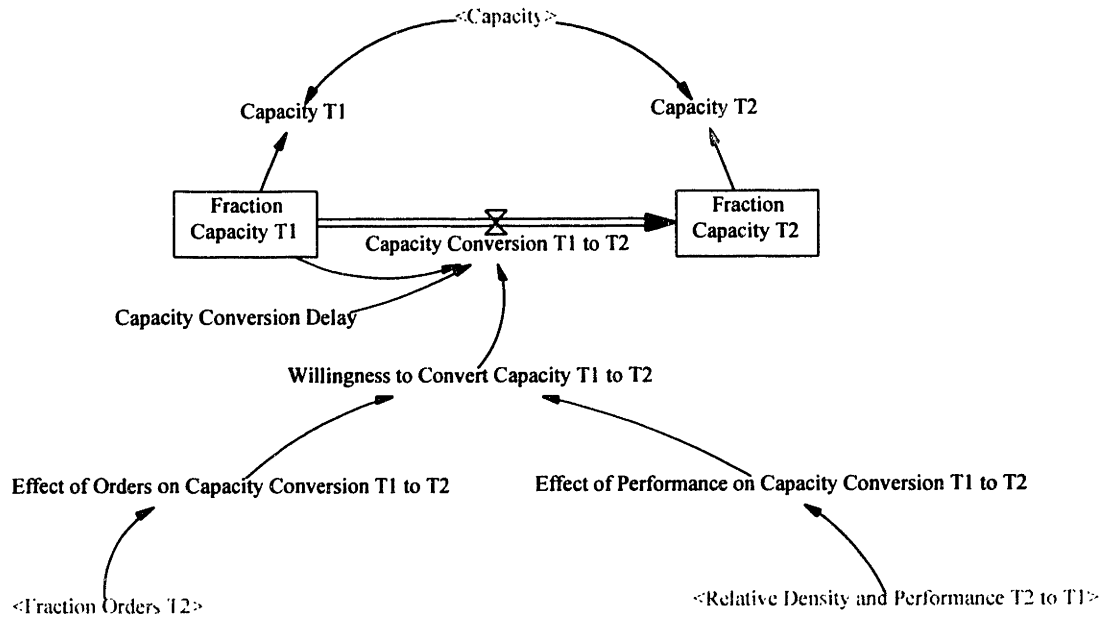 <Capacity>
Capacity T1
Capacity T2
Fraction
Capacity T1
Fraction
Capacity T2
Capacity Conversion T1 to T2
Capacity Conversion Delay
Willingness to Convert Capacity T1 to T2
Effect of Orders on Capacity Conversion T1 to T2
Effect of Performance on Capacity Conversion T1 to T2
<Fraction Orders T2>
<Relative Density and Performance T2 to T1>